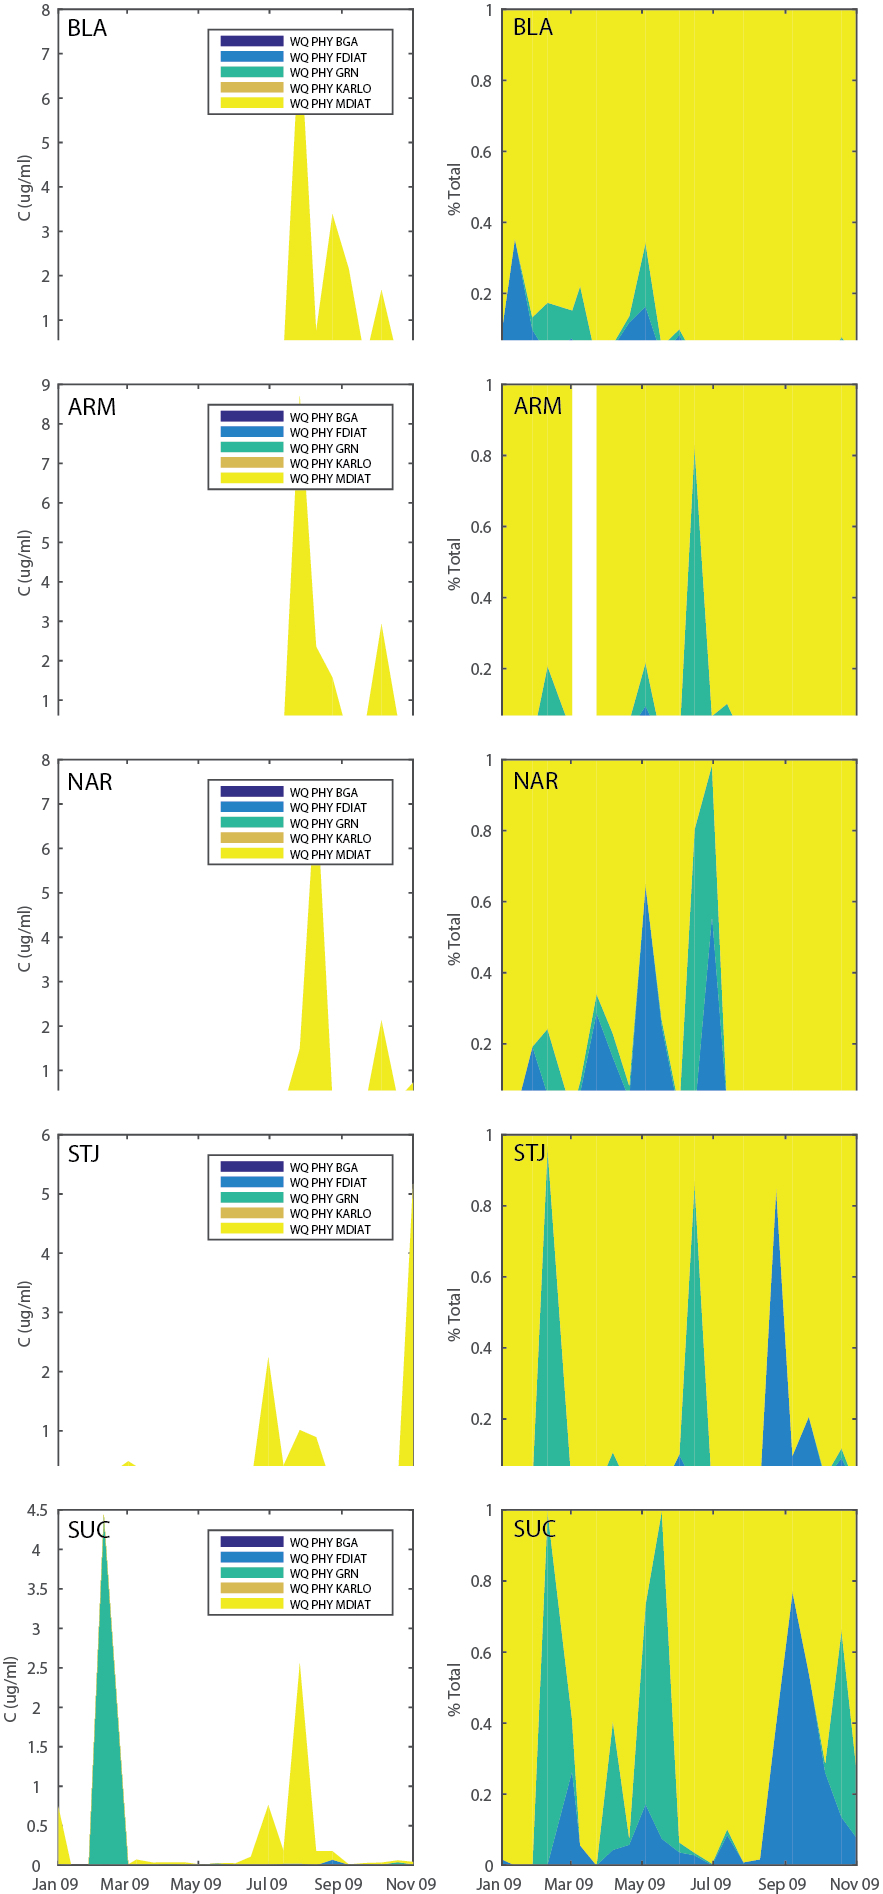 BLA
8
7
6
5
4
3
2
1
C (ug/ml)
WQ PHY BGA
WQ PHY FDIAT
WQ PHY GRN
WQ PHY KARLO
WQ PHY MDIAT
BLA
1
0.8
0.6
0.4
0.2
% Total
ARM
9
8
7
6
5
4
3
2
1
C (ug/ml)
WQ PHY BGA
WQ PHY FDIAT
WQ PHY GRN
WQ PHY KARLO
WQ PHY MDIAT
ARM
1
0.8
0.6
0.4
0.2
% Total
NAR
8
7
6
5
4
3
2
1
C (ug/ml)
WQ PHY BGA
WQ PHY FDIAT
WQ PHY GRN
WQ PHY KARLO
WQ PHY MDIAT
NAR
1
0.8
0.6
0.4
0.2
% Total
STJ
6
5
4
3
2
1
C (ug/ml)
WQ PHY BGA
WQ PHY FDIAT
WQ PHY GRN
WQ PHY KARLO
WQ PHY MDIAT
STJ
1
0.8
0.6
0.4
0.2
% Total
SUC
4.5
4
3.5
3
2.5
2
1.5
1
0.5
0
C (ug/ml)
WQ PHY BGA
WQ PHY FDIAT
WQ PHY GRN
WQ PHY KARLO
WQ PHY MDIAT
Jan 09 Mar 09 May 09 Jul 09 Sep 09 Nov 09
SUC
1
0.8
0.6
0.4
0.2
0
% Total
Jan 09 Mar 09 May 09 Jul 09 Sep 09 Nov 09